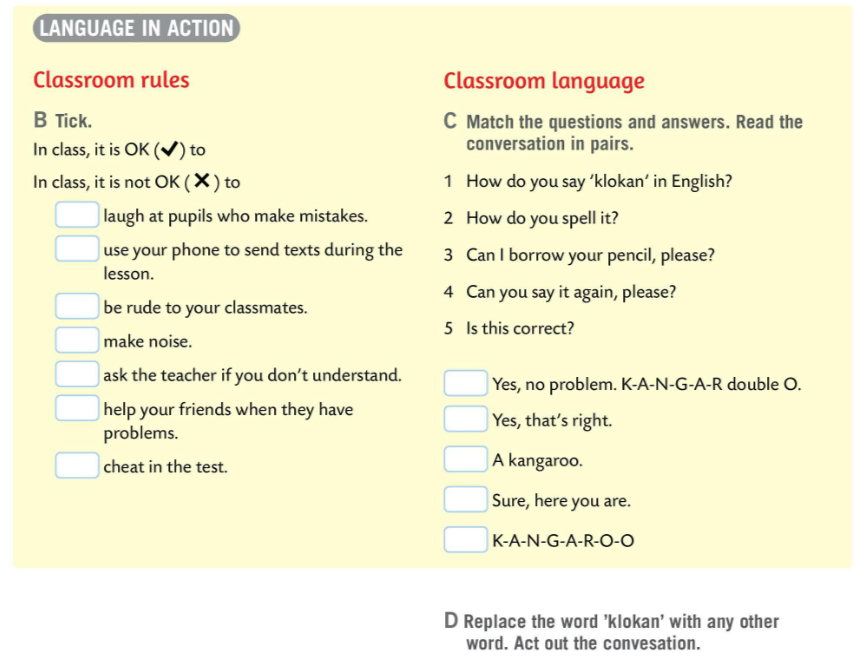 LANGUAGE IN ACTION
Classroom rules
B Tick.
In class, it is OK (✔) to
In class, it is not OK (✕) to
laugh at pupils who make mistakes.
use your phone to send texts during the
lesson.
be rude to your classmates.
make noise.
ask the teacher if you don't understand.
help your friends when they have
problems.
cheat in the test.
Classroom language
C Match the questions and answers. Read the
conversation in pairs.
1 How do you say 'klokan' in English?
2 How do you spell it?
3 Can I borrow your pencil, please?
4 Can you say it again, please?
5 Is this correct?
Yes, no problem. K-A-N-G-A-R double O.
Yes, that's right.
A kangaroo.
Sure, here you are.
K-A-N-G-A-R-O-O
D Replace the word 'klokan' with any other
word. Act out the convesation.